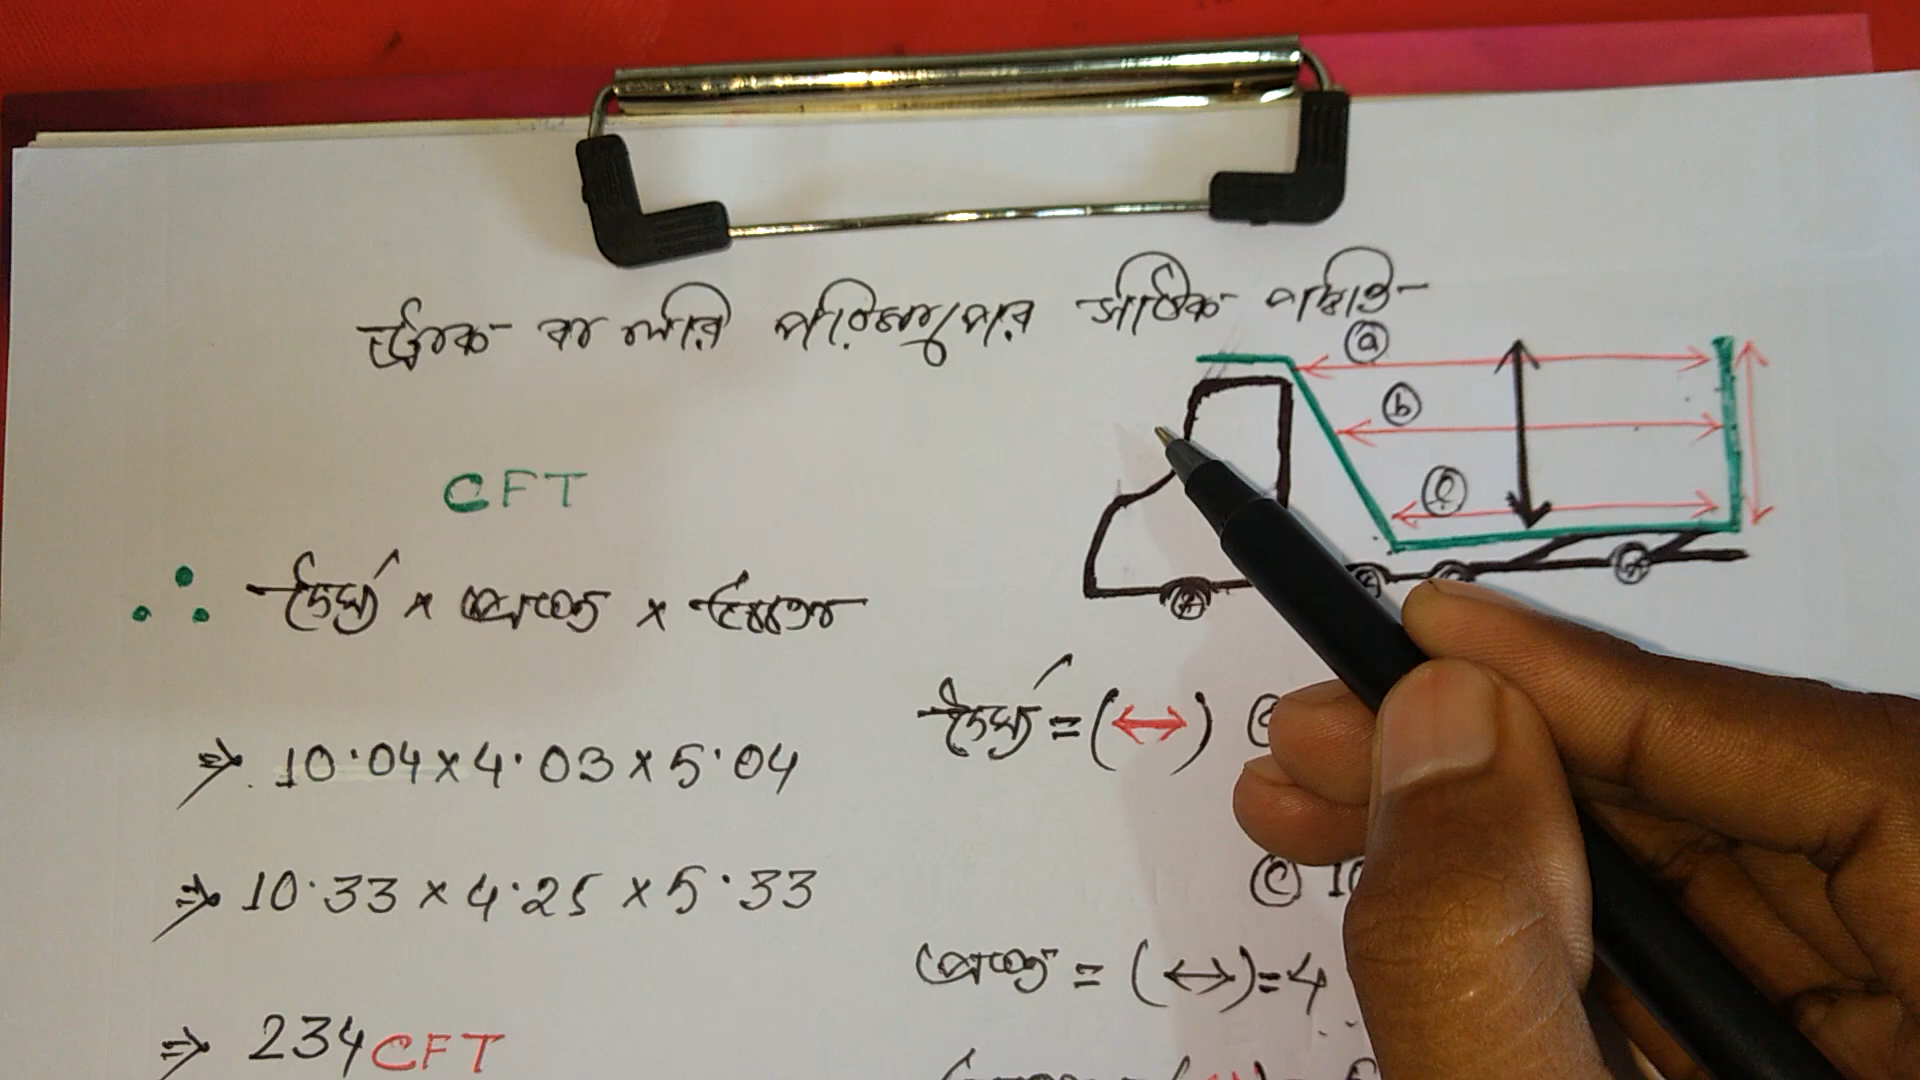 ট্রাক বা লরি পরিমাপের সঠিক পদ্ধতি
a
b
c
CFT
∴ দৈর্ঘ্য × প্রস্থ × উচ্চতা
⇒ 10.04 × 4.03 × 5.04
⇒ 10.33 × 4.25 × 5.33
⇒ 234 CFT
দৈর্ঘ্য = (↔)
Ⓒ 10
প্রস্থ = (↔) = 4